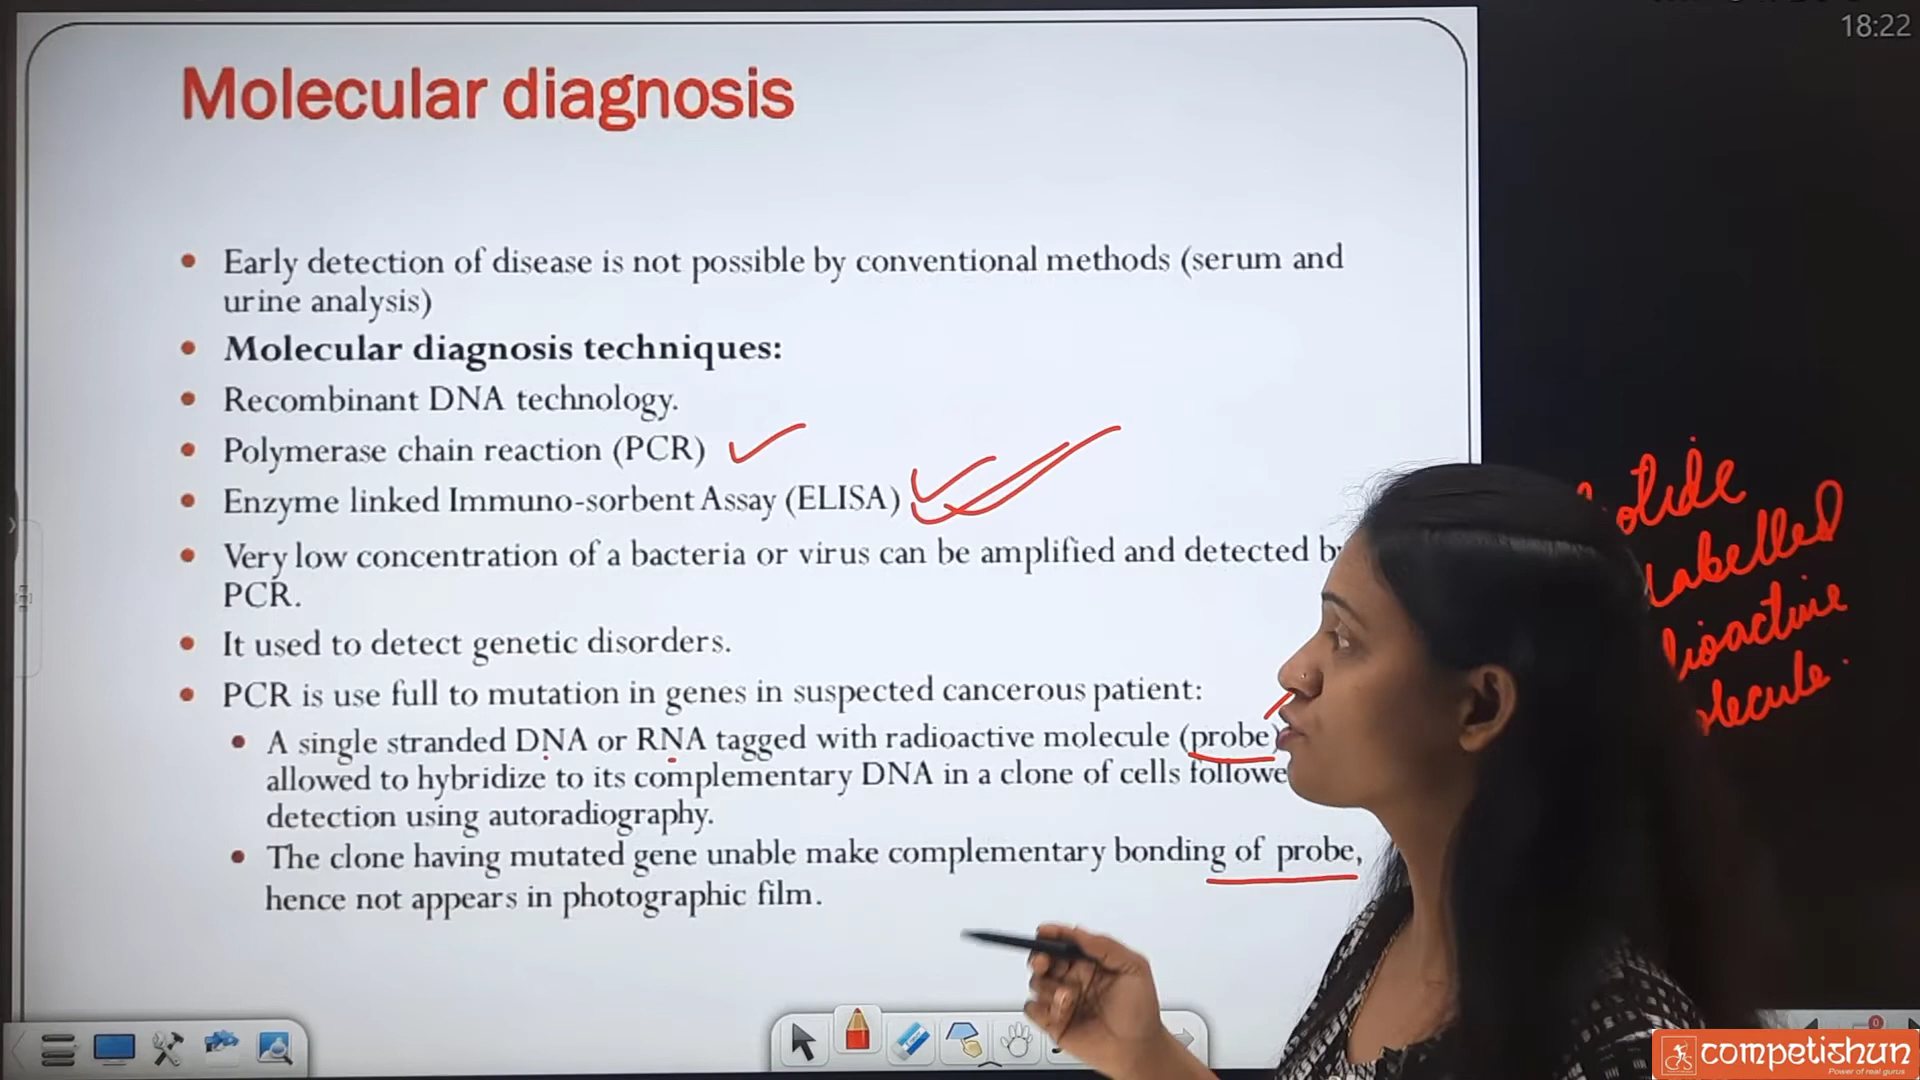 18:22
Molecular diagnosis
Early detection of disease is not possible by conventional methods (serum and
urine analysis)
Molecular diagnosis techniques:
Recombinant DNA technology.
Polymerase chain reaction (PCR)
Enzyme linked Immuno-sorbent Assay (ELISA)
Very low concentration of a bacteria or virus can be amplified and detected
PCR.
It used to detect genetic disorders.
PCR is use full to mutation in genes in suspected cancerous patient:
A single stranded DNA or RNA tagged with radioactive molecule (probe)
allowed to hybridize to its complementary DNA in a clone of cells
detection using autoradiography.
The clone having mutated gene unable make complementary bonding of probe,
hence not appears in photographic film.
Labelled
0
competishun
Power of real gurus